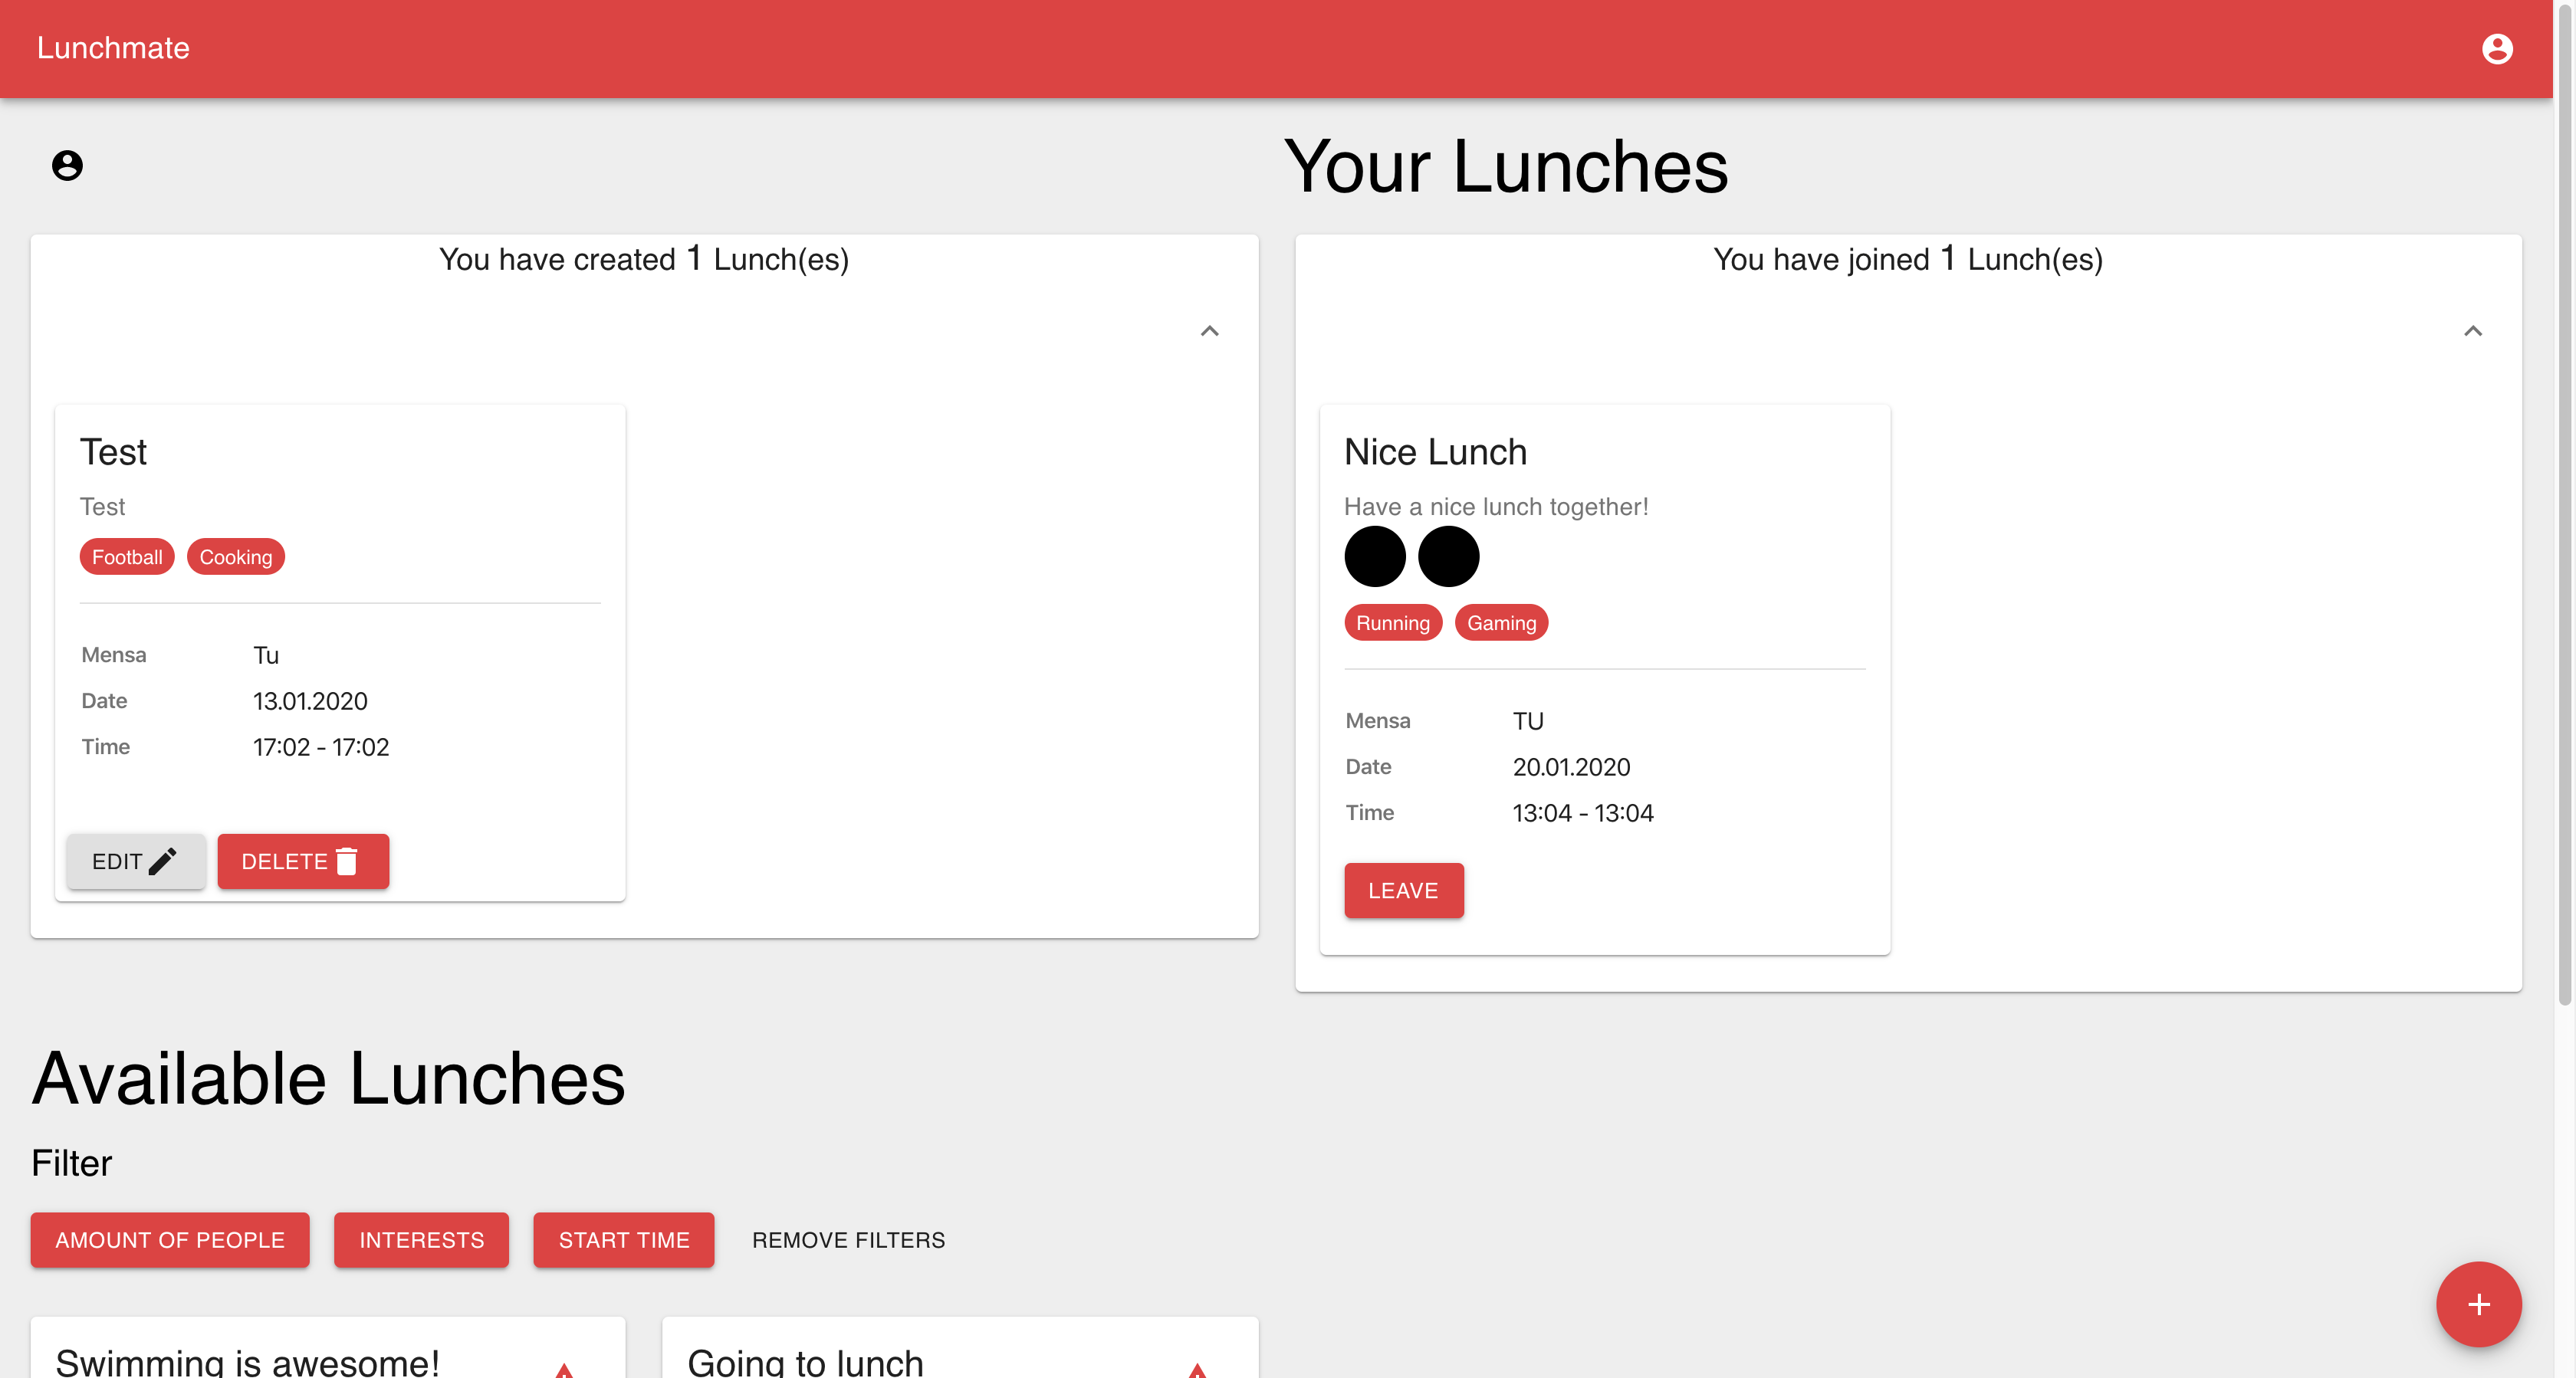 Lunchmate
Your Lunches
You have created 1 Lunch(es)
Test
Test
Football Cooking
Mensa Tu
Date 13.01.2020
Time 17:02 - 17:02
EDIT DELETE
You have joined 1 Lunch(es)
Nice Lunch
Have a nice lunch together!
Running Gaming
Mensa TU
Date 20.01.2020
Time 13:04 - 13:04
LEAVE
Available Lunches
Filter
AMOUNT OF PEOPLE INTERESTS START TIME REMOVE FILTERS
Swimming is awesome! Going to lunch